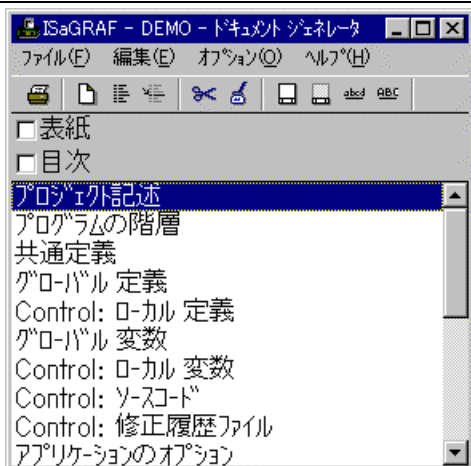 ISaGRAF - DEMO - ﾄﾞｷｭﾒﾝﾄ ｼﾞｪﾈﾚｰﾀ
ﾌｧｲﾙ(F) 編集(E) ｵﾌﾟｼｮﾝ(O) ﾍﾙﾌﾟ(H)
abcd ABC
表紙
目次
ﾌﾟﾛｼﾞｪｸﾄ記述
ﾌﾟﾛｸﾞﾗﾑの階層
共通定義
ｸﾞﾛｰﾊﾞﾙ 定義
Control: ﾛｰｶﾙ 定義
ｸﾞﾛｰﾊﾞﾙ 変数
Control: ﾛｰｶﾙ 変数
Control: ｿｰｽｺｰﾄﾞ
Control: 修正履歴ﾌｧｲﾙ
ｱﾌﾟﾘｹｰｼｮﾝのｵﾌﾟｼｮﾝ